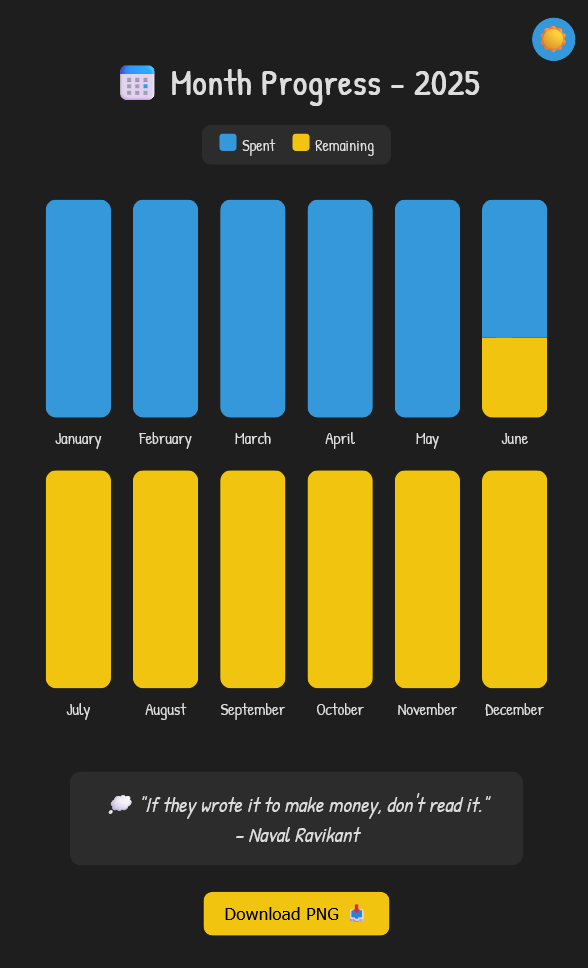 Month Progress – 2025
Spent Remaining
January February March April May June
July August September October November December
"If they wrote it to make money, don't read it."
– Naval Ravikant
Download PNG